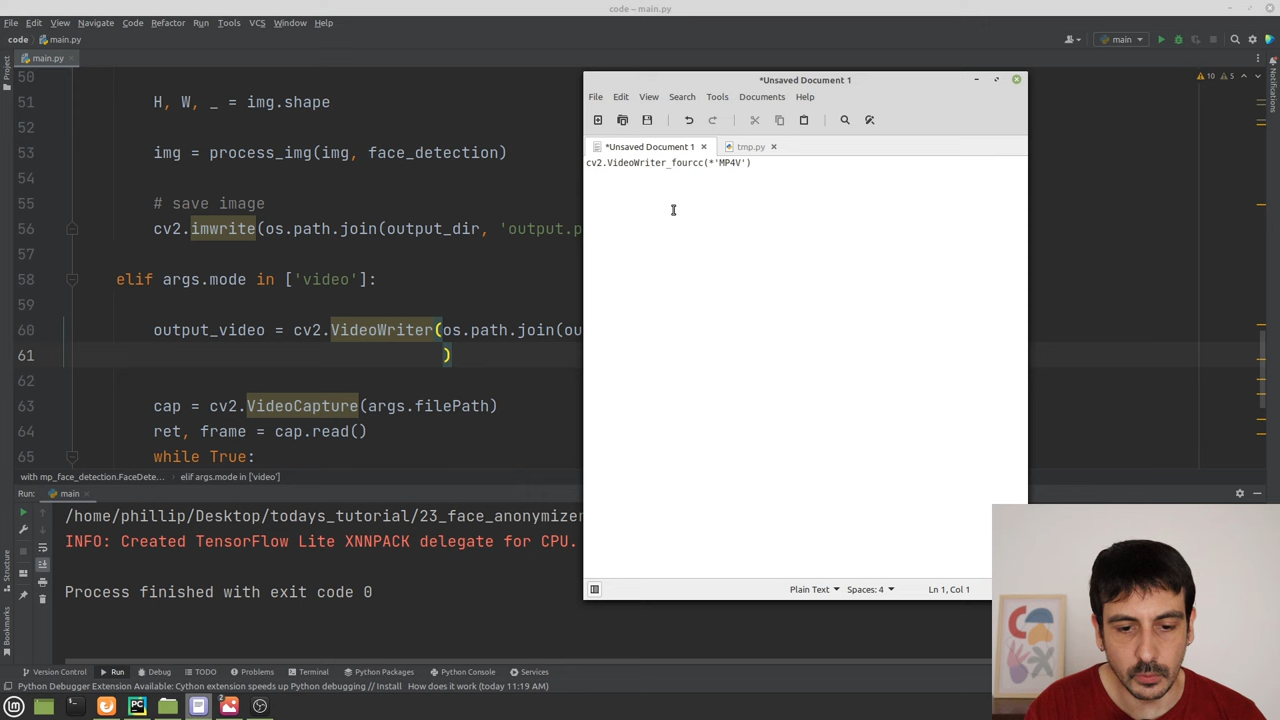 code – main.py
File Edit View Navigate Code Refactor Run Tools VCS Window Help
code main.py main
main.py
Project
Notifications
10 5
50
51 H, W, _ = img.shape
52
53 img = process_img(img, face_detection)
54
55 # save image
56 cv2.imwrite(os.path.join(output_dir, 'output.p
57
58 elif args.mode in ['video']:
59
60 output_video = cv2.VideoWriter(os.path.join(ou
61 )
62
63 cap = cv2.VideoCapture(args.filePath)
64 ret, frame = cap.read()
65 while True:
with mp_face_detection.FaceDete... elif args.mode in ['video']
*Unsaved Document 1
File Edit View Search Tools Documents Help
*Unsaved Document 1 tmp.py
cv2.VideoWriter_fourcc(*'MP4V')
Plain Text Spaces: 4 Ln 1, Col 1
Run: main
/home/phillip/Desktop/todays_tutorial/23_face_anonymizer
INFO: Created TensorFlow Lite XNNPACK delegate for CPU.
Process finished with exit code 0
Structure
Bookmarks
Version Control Run Debug TODO Problems Terminal Python Packages Python Console Services
Python Debugger Extension Available: Cython extension speeds up Python debugging // Install How does it work (today 11:19 AM)